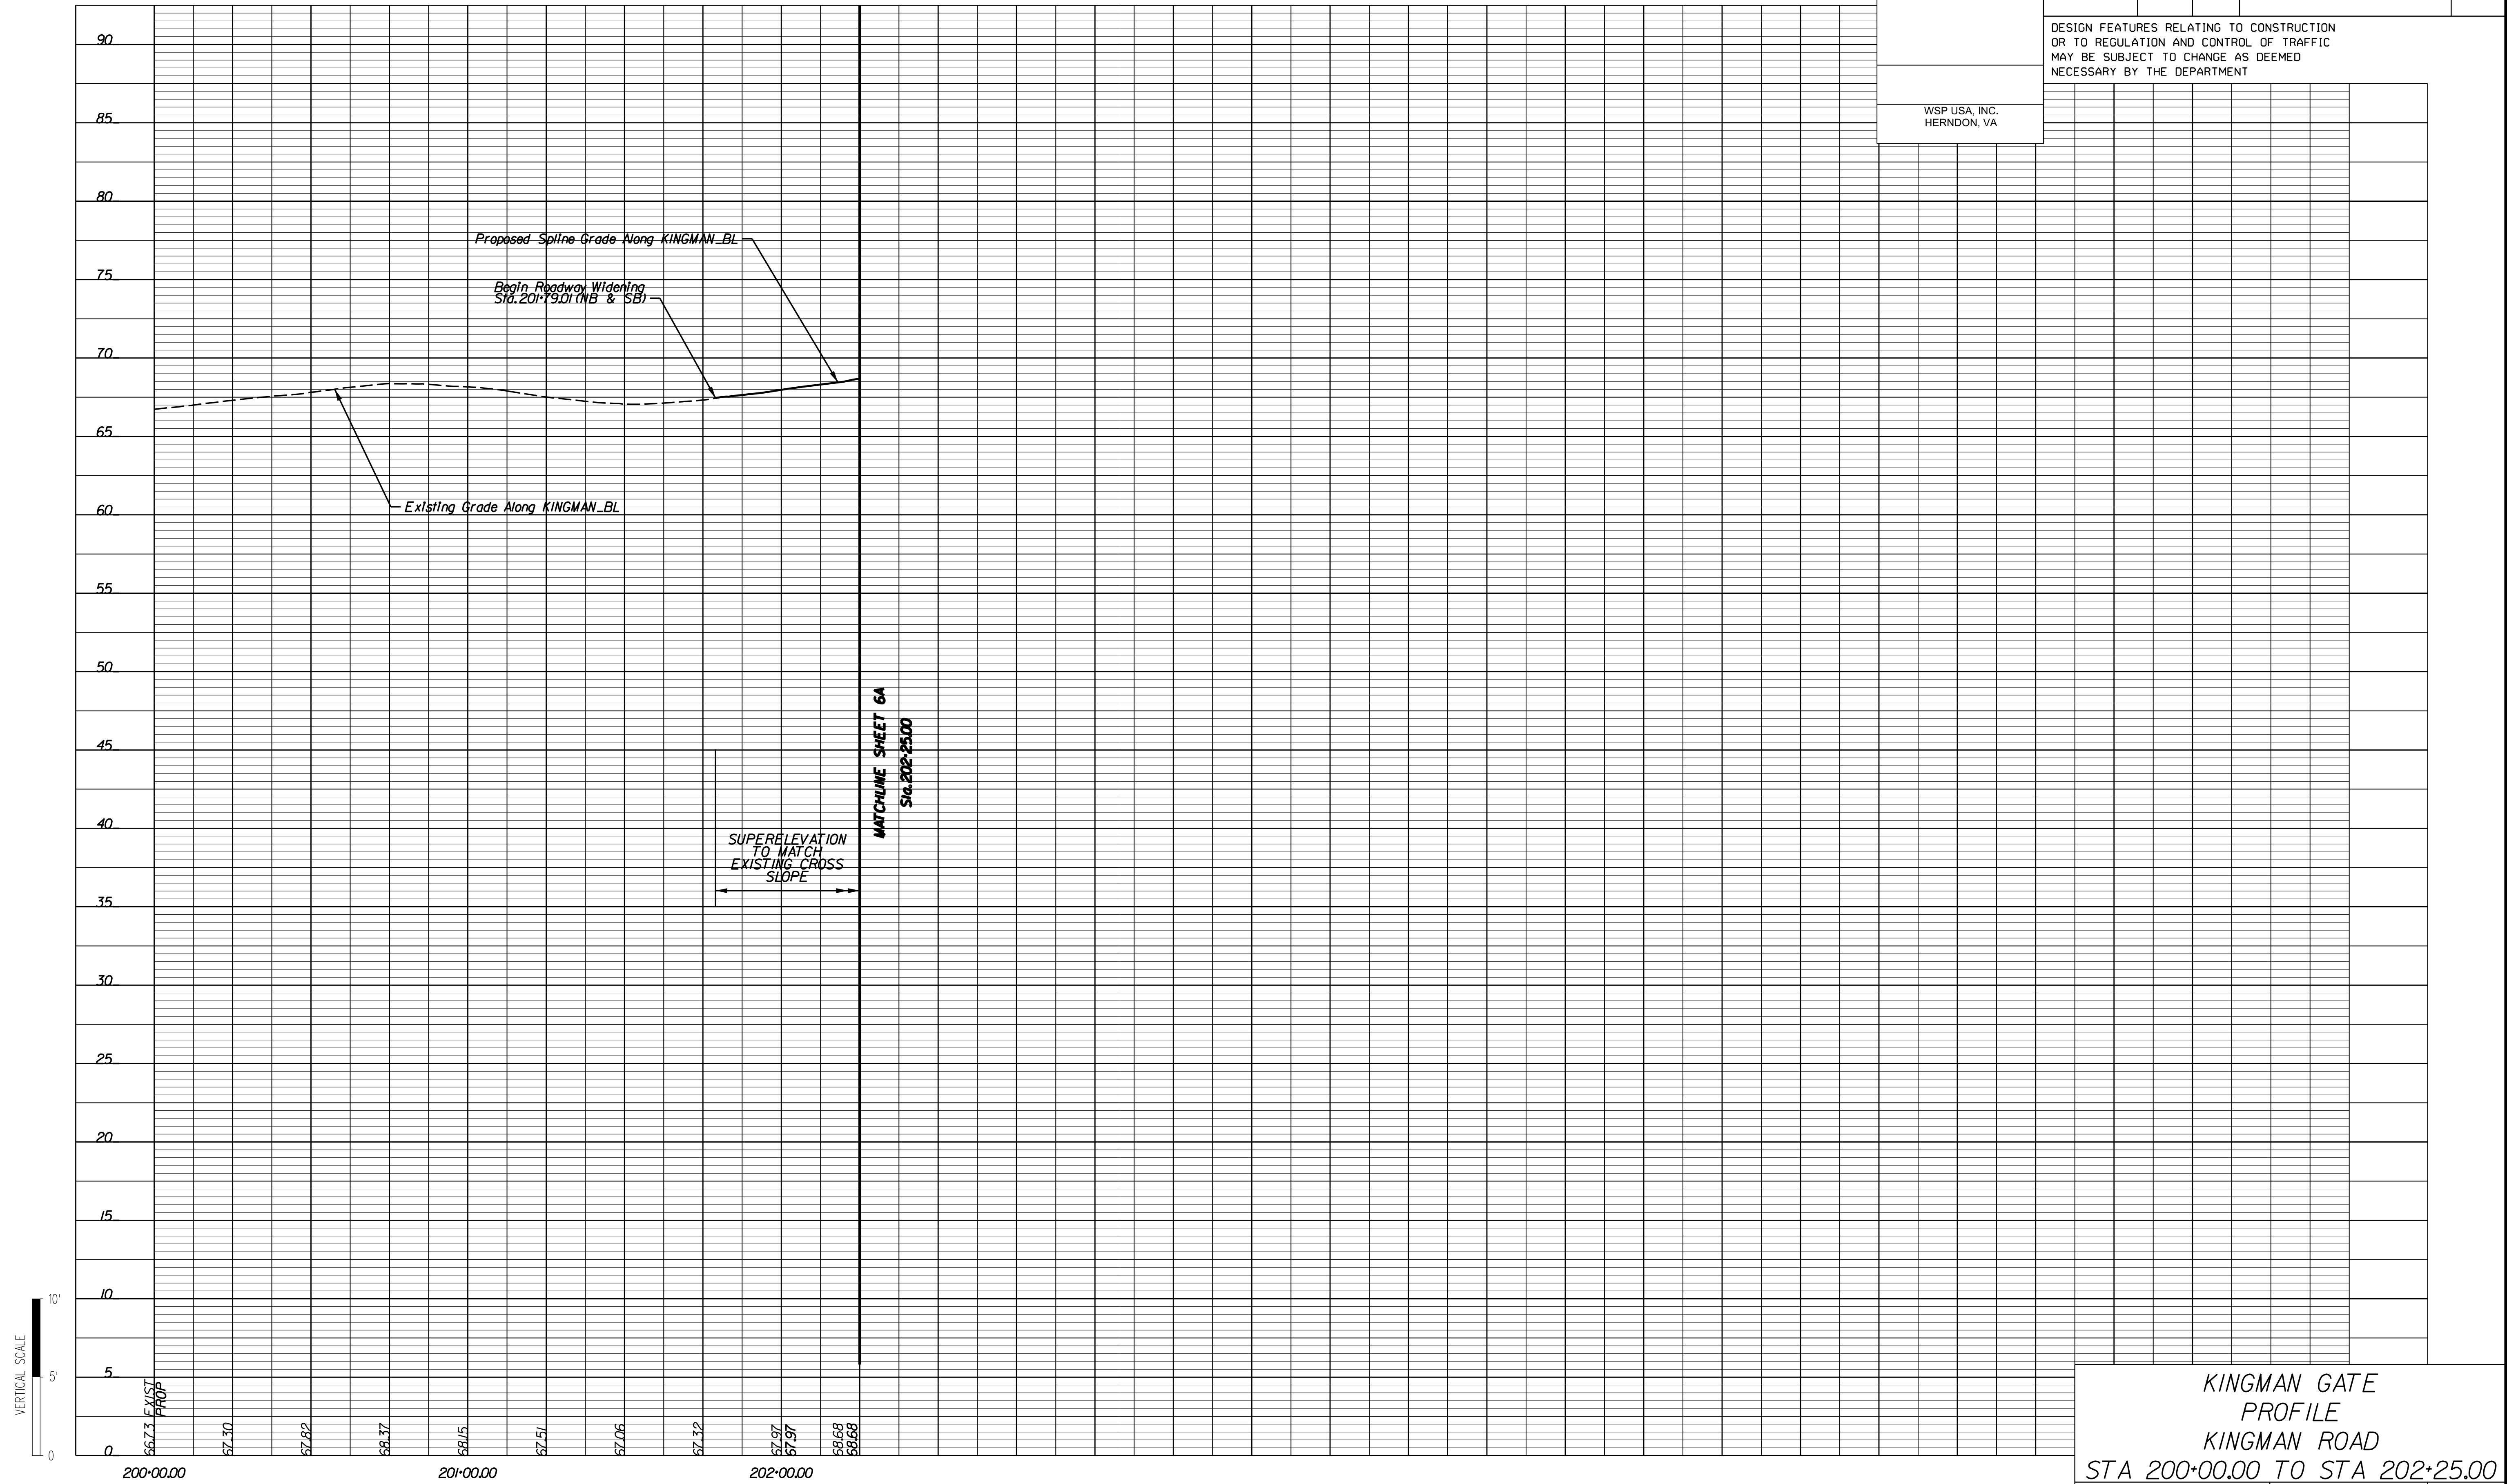 DESIGN FEATURES RELATING TO CONSTRUCTION
OR TO REGULATION AND CONTROL OF TRAFFIC
MAY BE SUBJECT TO CHANGE AS DEEMED
NECESSARY BY THE DEPARTMENT
WSP USA, INC.
HERNDON, VA
90
85
80
75
70
65
60
55
50
45
40
35
30
25
20
15
10
5
0
Proposed Spline Grade Along KINGMAN_BL
Begin Roadway Widening
Sta. 201+79.01 (NB & SB)
Existing Grade Along KINGMAN_BL
MATCHLINE SHEET 6A
Sta. 202+25.00
SUPERELEVATION
TO MATCH
EXISTING CROSS
SLOPE
VERTICAL SCALE
10'
5'
0
66.73 EXIST
PROP
67.30
67.82
68.37
68.15
67.51
67.06
67.32
67.97
67.97
68.68
68.68
200+00.00
201+00.00
202+00.00
KINGMAN GATE
PROFILE
KINGMAN ROAD
STA 200+00.00 TO STA 202+25.00